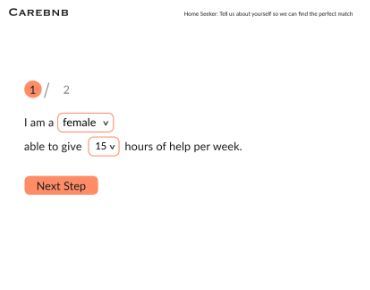 CAREBNB
Home Seeker: Tell us about yourself so we can find the perfect match
1 / 2
I am a female
able to give 15 hours of help per week.
Next Step